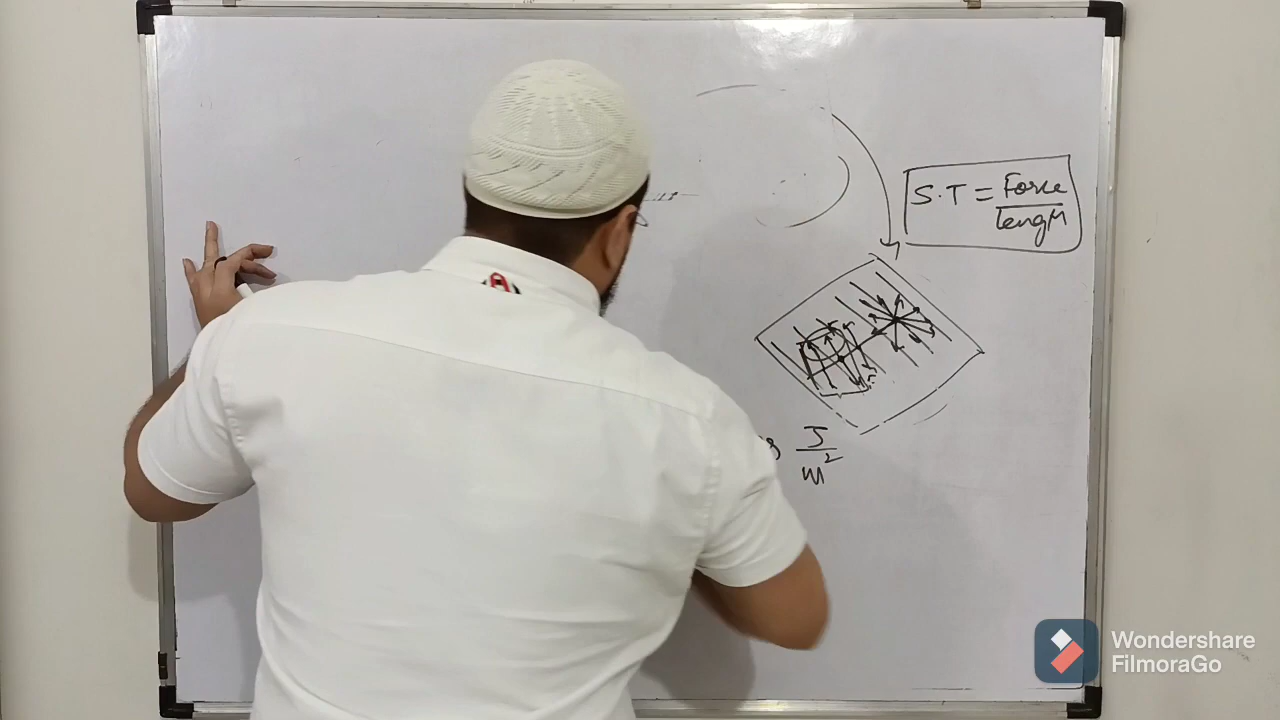 S.T = Force
Length
J
m²
Wondershare
FilmoraGo